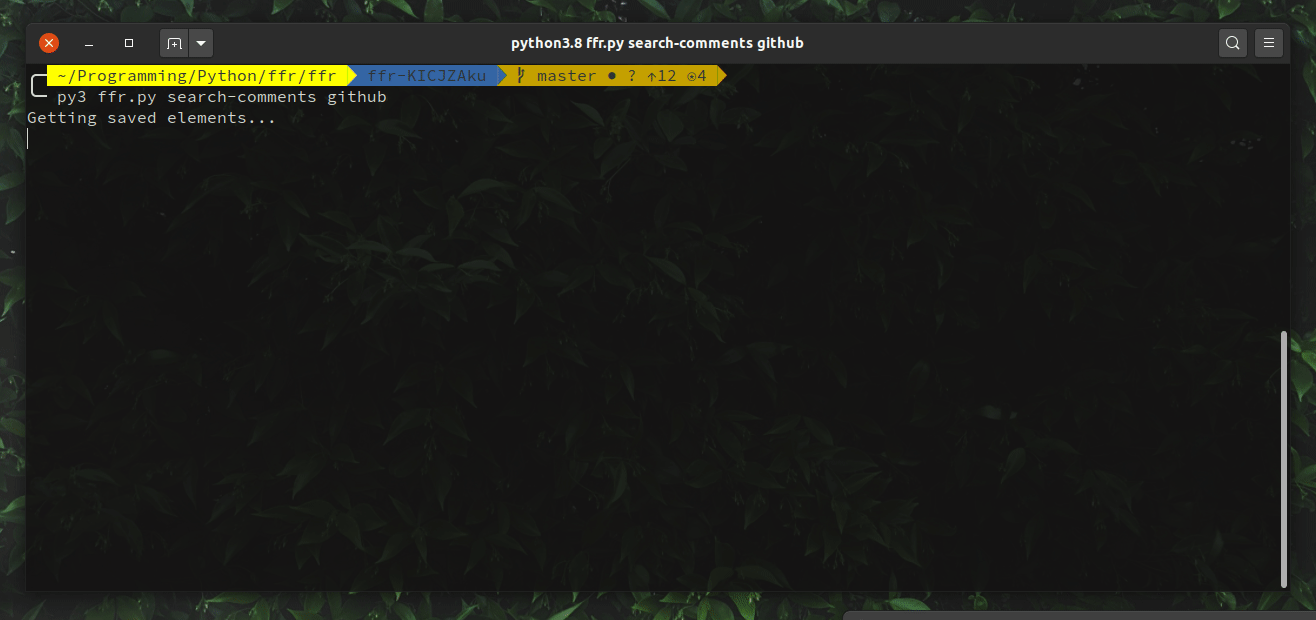 python3.8 ffr.py search-comments github
~/Programming/Python/ffr/ffr ffr-KICJZAku master ● ? ↑12 ⍟4
py3 ffr.py search-comments github
Getting saved elements...